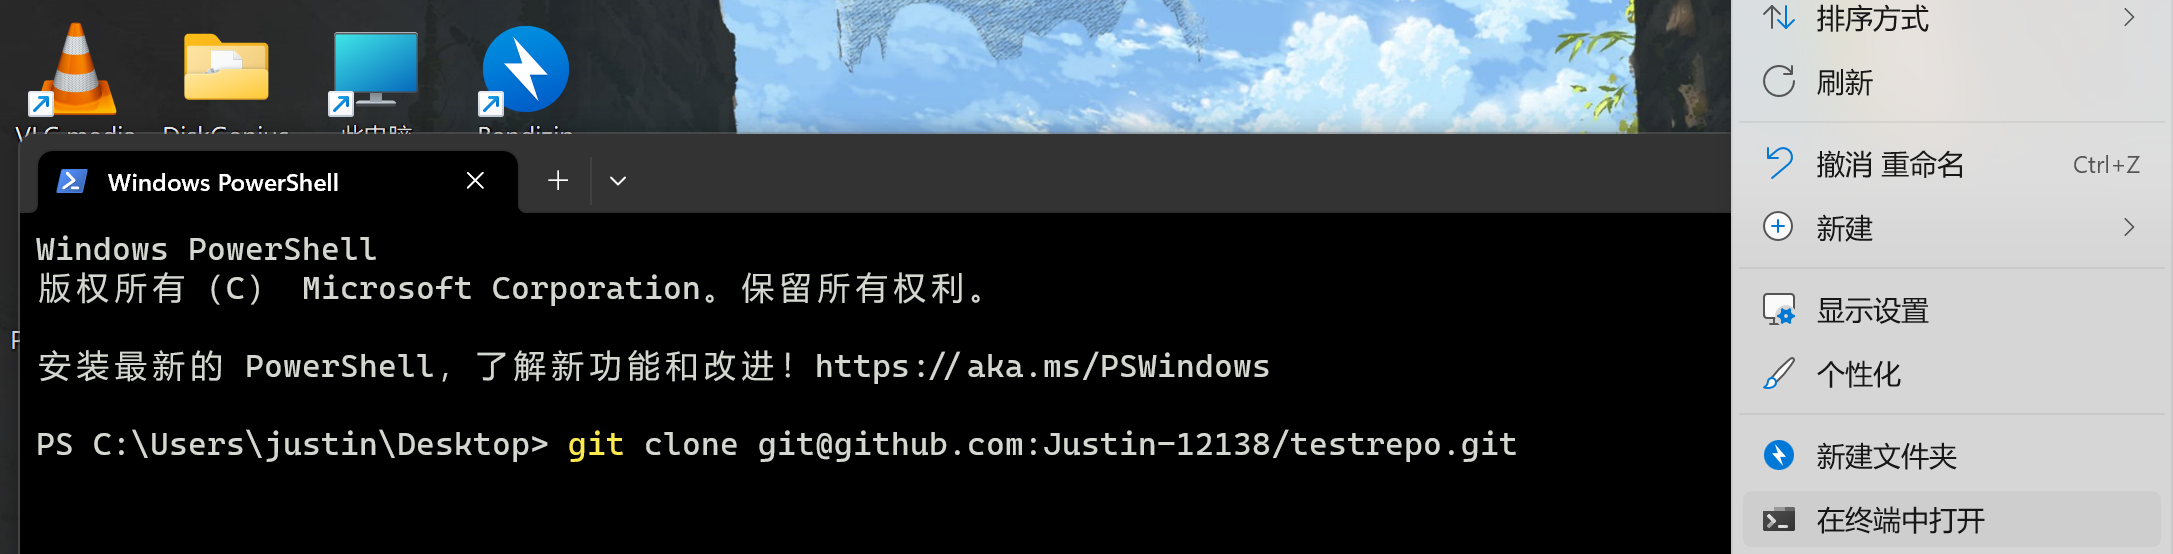 此电脑
Windows PowerShell
Windows PowerShell
版权所有（C） Microsoft Corporation。保留所有权利。
安装最新的 PowerShell，了解新功能和改进！https://aka.ms/PSWindows
PS C:\Users\justin\Desktop> git clone git@github.com:Justin-12138/testrepo.git
排序方式
刷新
撤消 重命名 Ctrl+Z
新建
显示设置
个性化
新建文件夹
在终端中打开